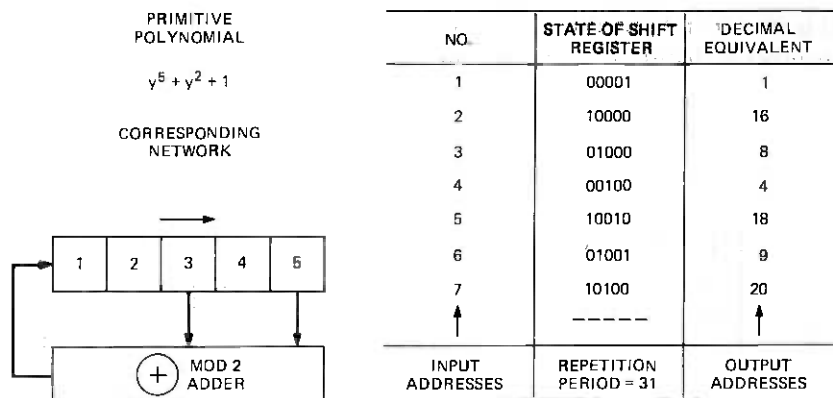 PRIMITIVE
POLYNOMIAL
y⁵ + y² + 1
CORRESPONDING
NETWORK
1 2 3 4 5
+ MOD 2
ADDER
NO. STATE OF SHIFT REGISTER DECIMAL EQUIVALENT
1 00001 1
2 10000 16
3 01000 8
4 00100 4
5 10010 18
6 01001 9
7 10100 20
INPUT ADDRESSES REPETITION PERIOD = 31 OUTPUT ADDRESSES